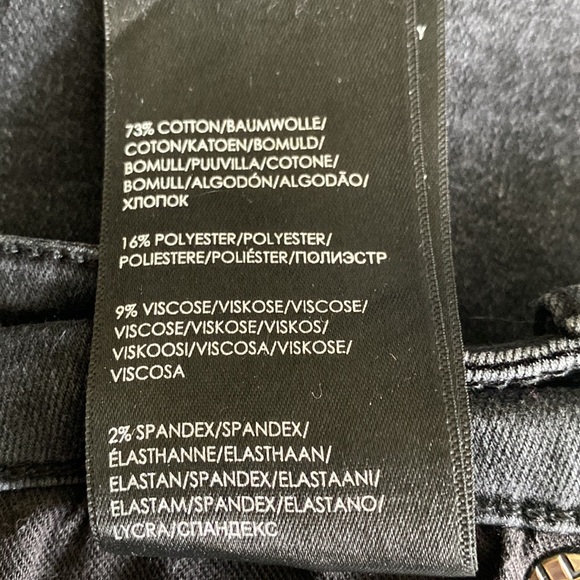 73% COTTON/BAUMWOLLE/
COTON/KATOEN/BOMULD/
BOMULL/PUUVILLA/COTONE/
BOMULL/ALGODÓN/ALGODÃO/
ХЛОПОК
16% POLYESTER/POLYESTER/
POLIESTERE/POLIÉSTER/ПОЛИЭСТР
9% VISCOSE/VISKOSE/VISCOSE/
VISCOSE/VISKOSE/VISKOS/
VISKOOSI/VISCOSA/VISKOSE/
VISCOSA
2% SPANDEX/SPANDEX/
ÉLASTHANNE/ELASTHAAN/
ELASTAN/SPANDEX/ELASTAANI/
ELASTAM/SPANDEX/ELASTANO/
LYCRA/СПАНДЕКС